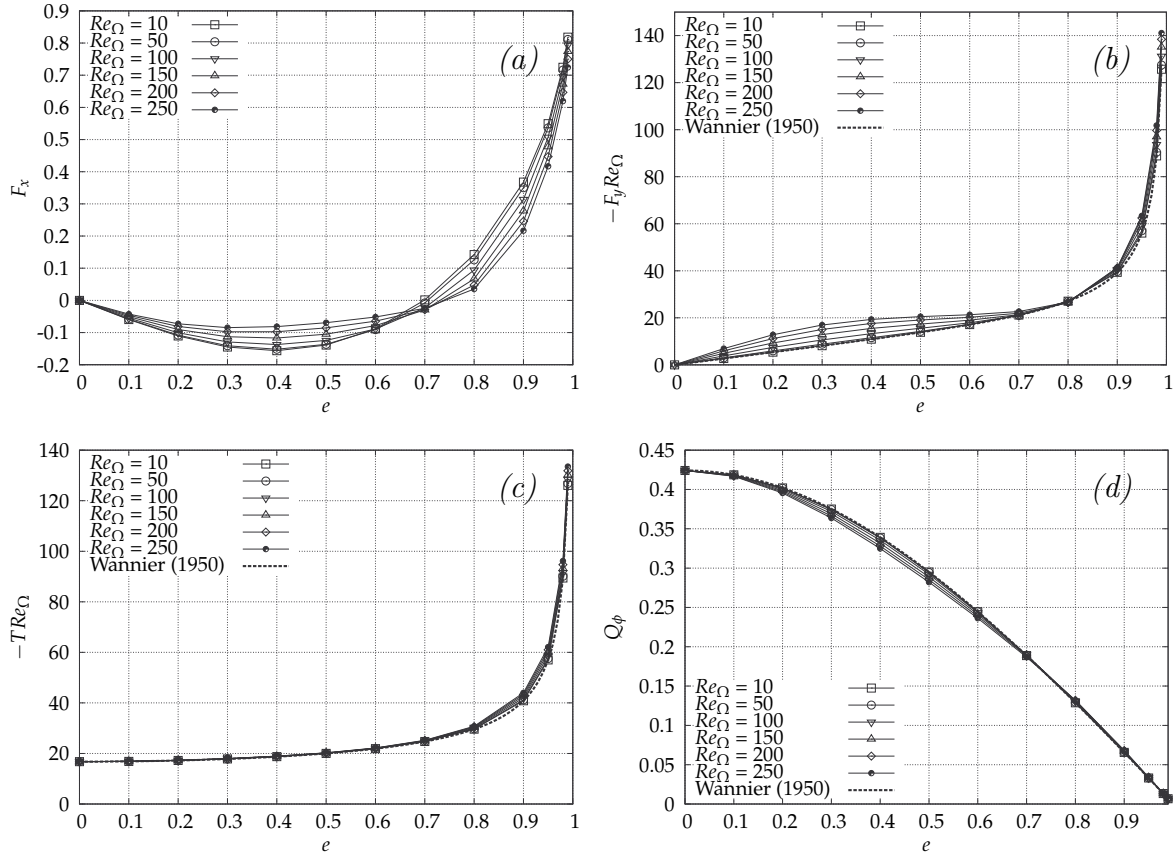 0.9
0.8
0.7
0.6
0.5
0.4
0.3
0.2
0.1
0
-0.1
-0.2
F_x
Re_Ω = 10
Re_Ω = 50
Re_Ω = 100
Re_Ω = 150
Re_Ω = 200
Re_Ω = 250
(a)
0 0.1 0.2 0.3 0.4 0.5 0.6 0.7 0.8 0.9 1
e
140
120
100
80
60
40
20
0
−F_yRe_Ω
Re_Ω = 10
Re_Ω = 50
Re_Ω = 100
Re_Ω = 150
Re_Ω = 200
Re_Ω = 250
Wannier (1950)
(b)
0 0.1 0.2 0.3 0.4 0.5 0.6 0.7 0.8 0.9 1
e
140
120
100
80
60
40
20
0
−TRe_Ω
Re_Ω = 10
Re_Ω = 50
Re_Ω = 100
Re_Ω = 150
Re_Ω = 200
Re_Ω = 250
Wannier (1950)
(c)
0 0.1 0.2 0.3 0.4 0.5 0.6 0.7 0.8 0.9 1
e
0.45
0.4
0.35
0.3
0.25
0.2
0.15
0.1
0.05
0
Q_ϕ
(d)
Re_Ω = 10
Re_Ω = 50
Re_Ω = 100
Re_Ω = 150
Re_Ω = 200
Re_Ω = 250
Wannier (1950)
0 0.1 0.2 0.3 0.4 0.5 0.6 0.7 0.8 0.9
e